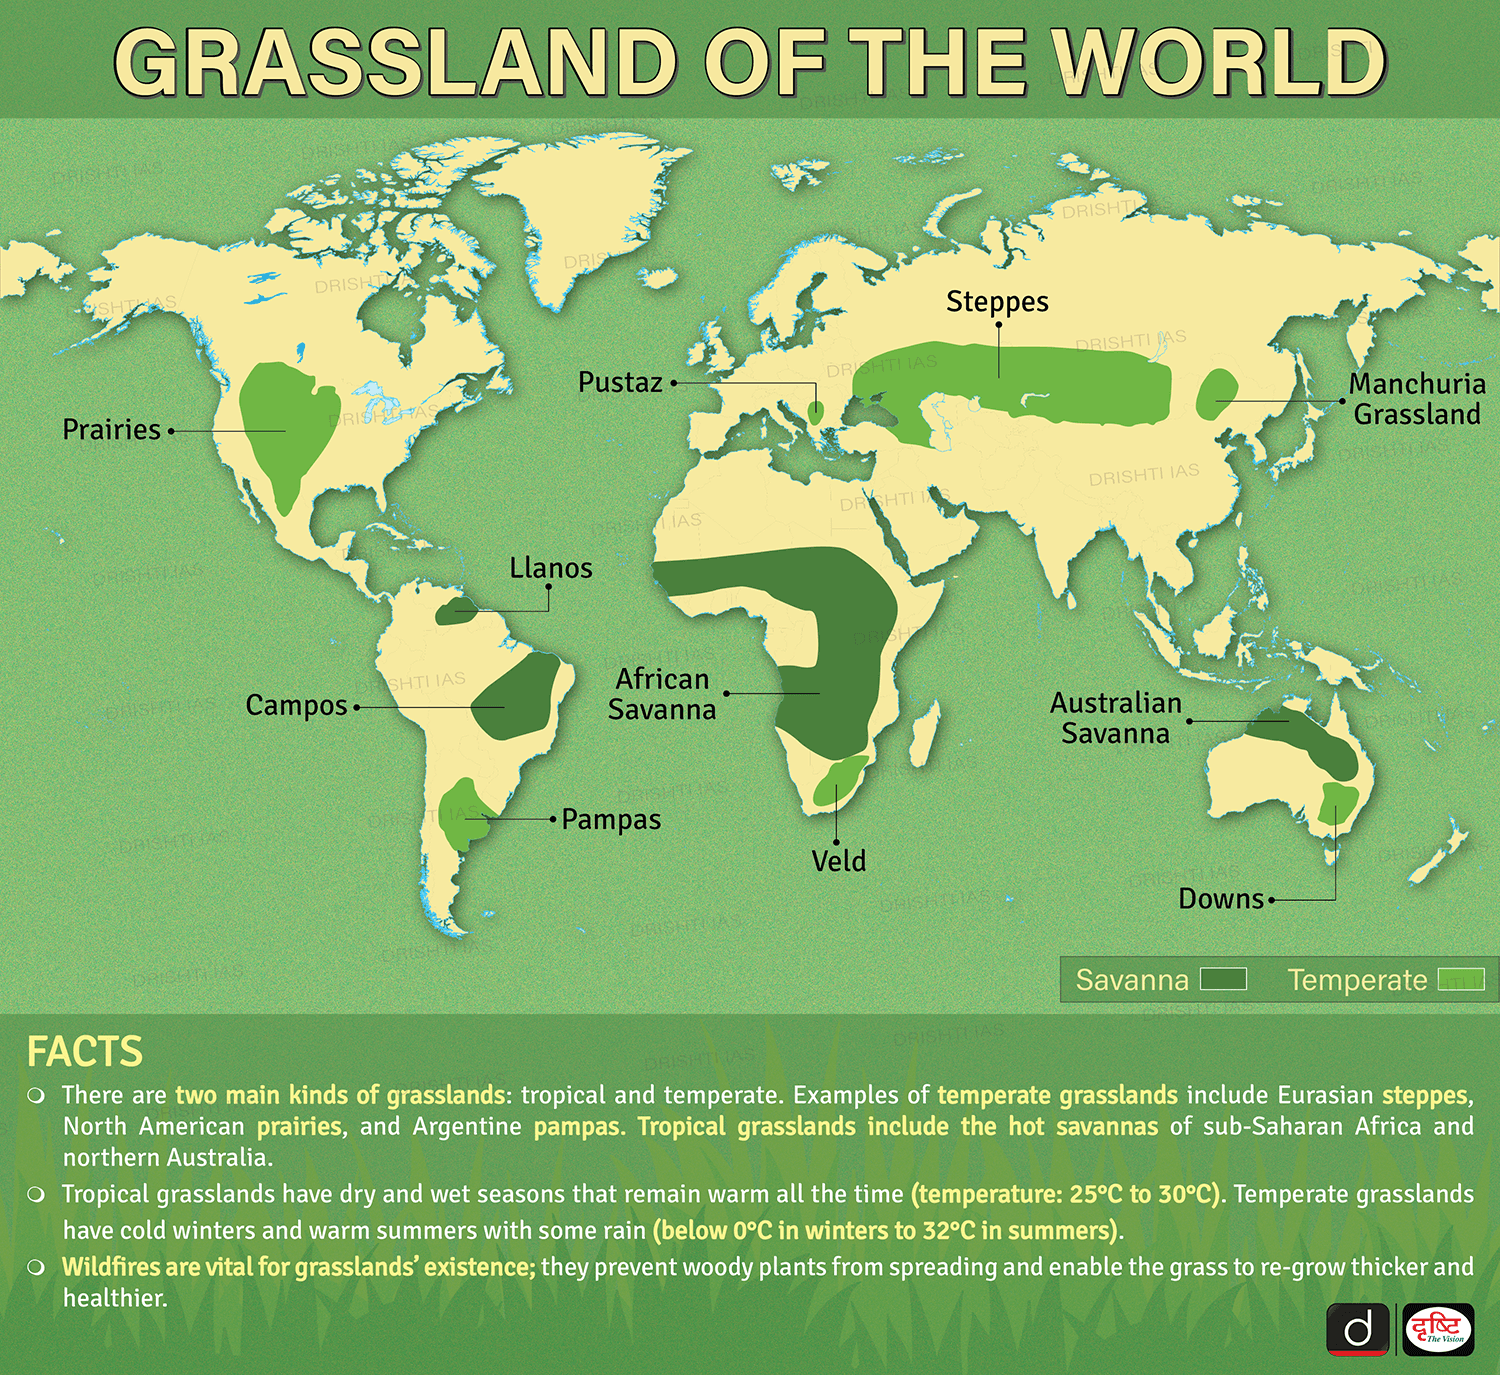 GRASSLAND OF THE WORLD
Steppes
Pustaz
Manchuria
Grassland
Prairies
Llanos
African
Savanna
Campos
Australian
Savanna
Pampas
Veld
Downs
Savanna
Temperate
FACTS
There are two main kinds of grasslands: tropical and temperate. Examples of temperate grasslands include Eurasian steppes,
North American prairies, and Argentine pampas. Tropical grasslands include the hot savannas of sub-Saharan Africa and
northern Australia.
Tropical grasslands have dry and wet seasons that remain warm all the time (temperature: 25°C to 30°C). Temperate grasslands
have cold winters and warm summers with some rain (below 0°C in winters to 32°C in summers).
Wildfires are vital for grasslands' existence; they prevent woody plants from spreading and enable the grass to re-grow thicker and
healthier.
d
दृष्टि
The Vision
DRISHTI IAS